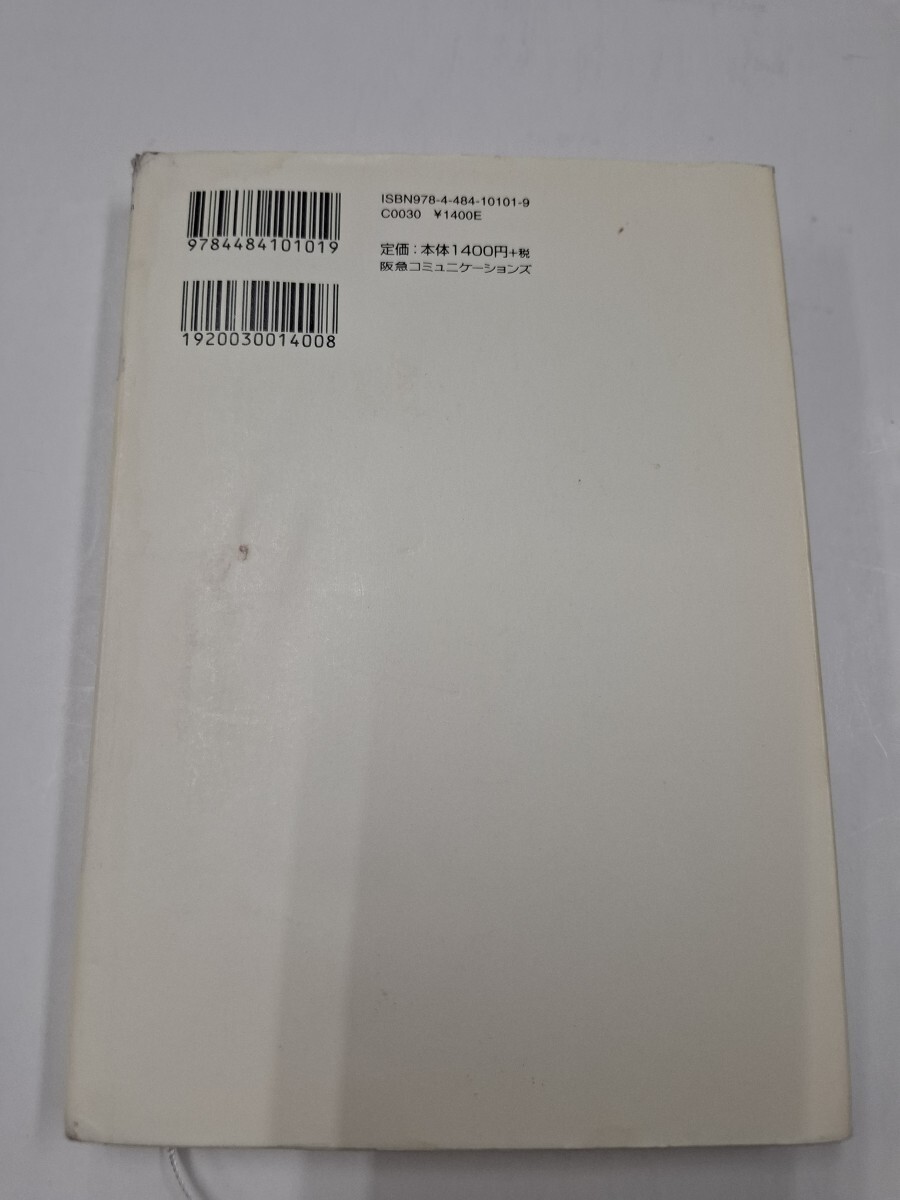 9784484101019
1920030014008
ISBN978-4-484-10101-9
C0030 ¥1400E
定価：本体1400円+税
阪急コミュニケーションズ